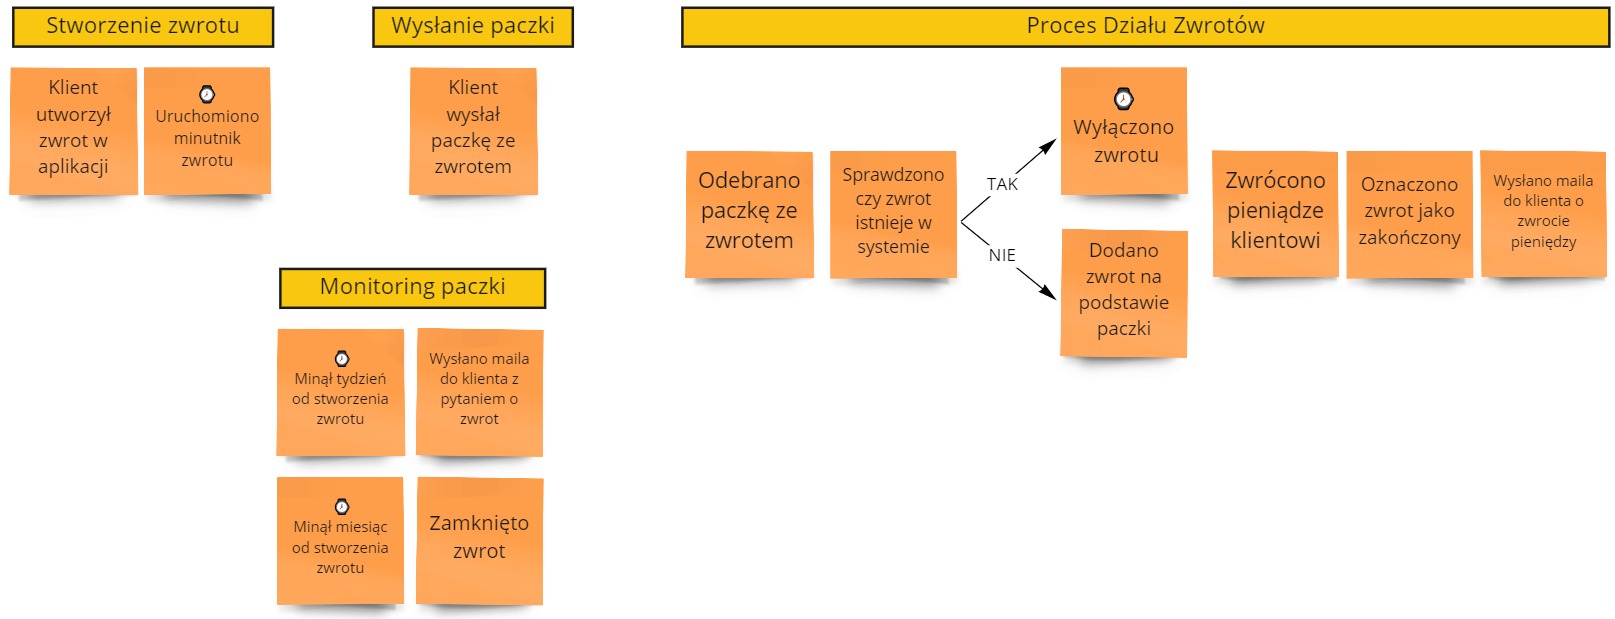 Stworzenie zwrotu
Klient
utworzył
zwrot w
aplikacji
Uruchomiono
minutnik
zwrotu
Wysłanie paczki
Klient
wysłał
paczkę ze
zwrotem
Monitoring paczki
Minął tydzień
od stworzenia
zwrotu
Wysłano maila
do klienta z
pytaniem o
zwrot
Minął miesiąc
od stworzenia
zwrotu
Zamknięto
zwrot
Proces Działu Zwrotów
Odebrano
paczkę ze
zwrotem
Sprawdzono
czy zwrot
istnieje w
systemie
TAK
Wyłączono
zwrotu
NIE
Dodano
zwrot na
podstawie
paczki
Zwrócono
pieniądze
klientowi
Oznaczono
zwrot jako
zakończony
Wysłano maila
do klienta o
zwrocie
pieniędzy